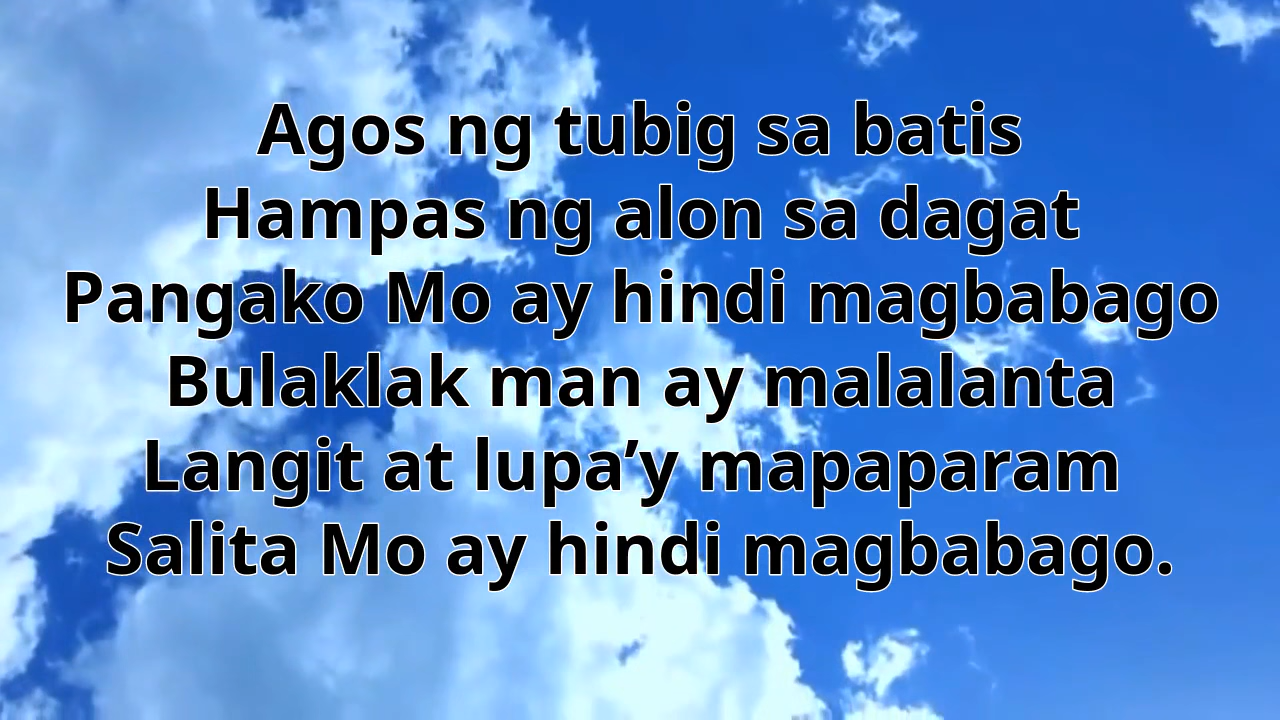 Agos ng tubig sa batis
Hampas ng alon sa dagat
Pangako Mo ay hindi magbabago
Bulaklak man ay malalanta
Langit at lupa’y mapaparam
Salita Mo ay hindi magbabago.